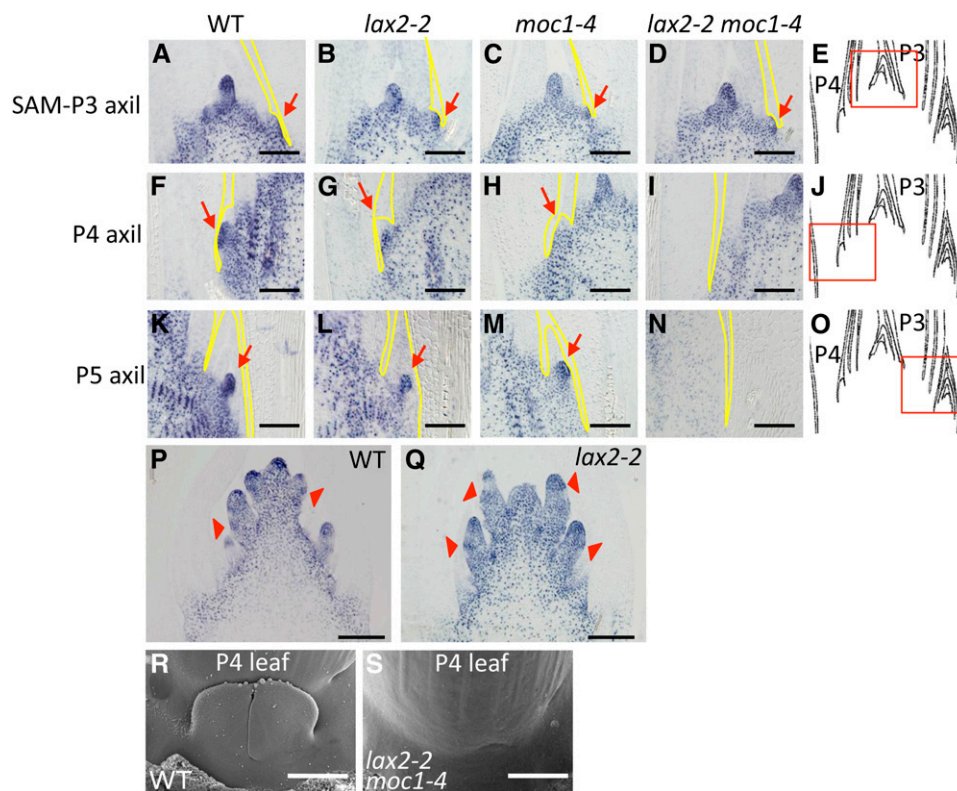 WT lax2-2 moc1-4 lax2-2 moc1-4
SAM-P3 axil A B C D E P4 P3
P4 axil F G H I J P4 P3
P5 axil K L M N O P4 P3
P WT Q lax2-2
R P4 leaf S P4 leaf
WT lax2-2
moc1-4